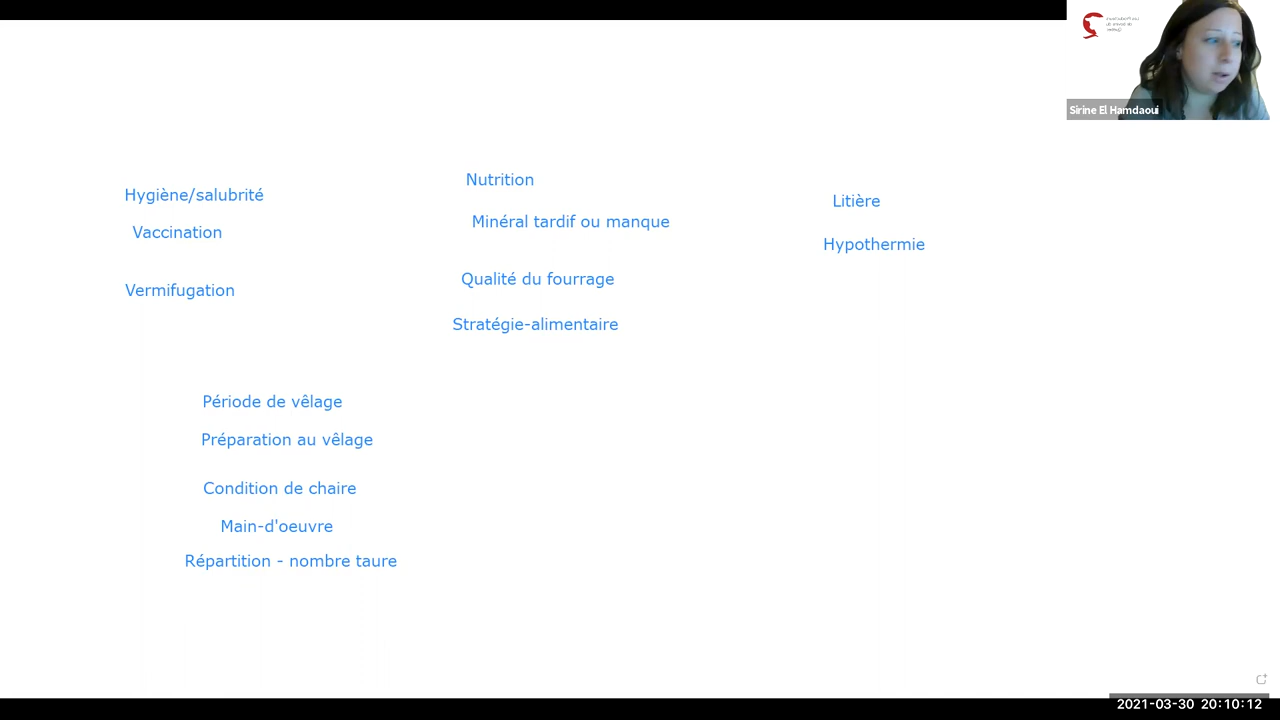 Sirine El Hamdaoui
Hygiène/salubrité
Vaccination
Vermifugation
Nutrition
Minéral tardif ou manque
Qualité du fourrage
Stratégie-alimentaire
Litière
Hypothermie
Période de vêlage
Préparation au vêlage
Condition de chaire
Main-d'oeuvre
Répartition - nombre taure
2021-03-30 20:10:12